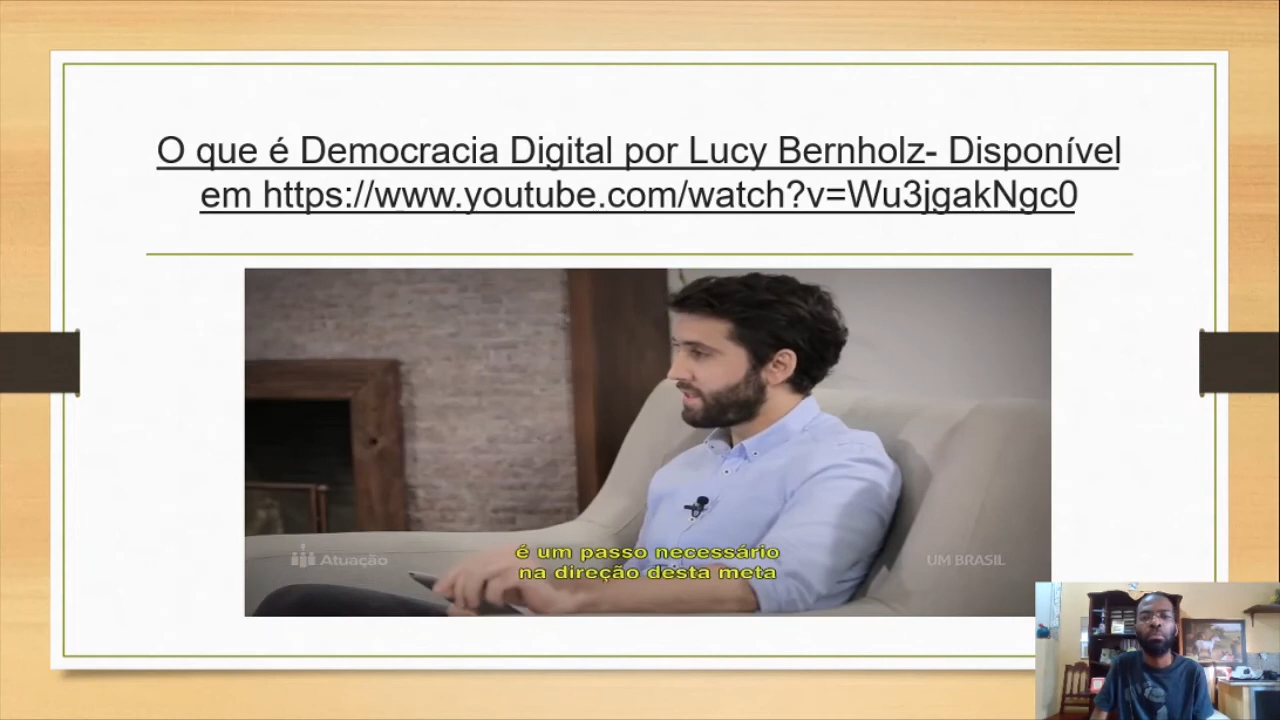 O que é Democracia Digital por Lucy Bernholz- Disponível
em https://www.youtube.com/watch?v=Wu3jgakNgc0
é um passo necessário
na direção desta meta
Atuação
UM BRASIL